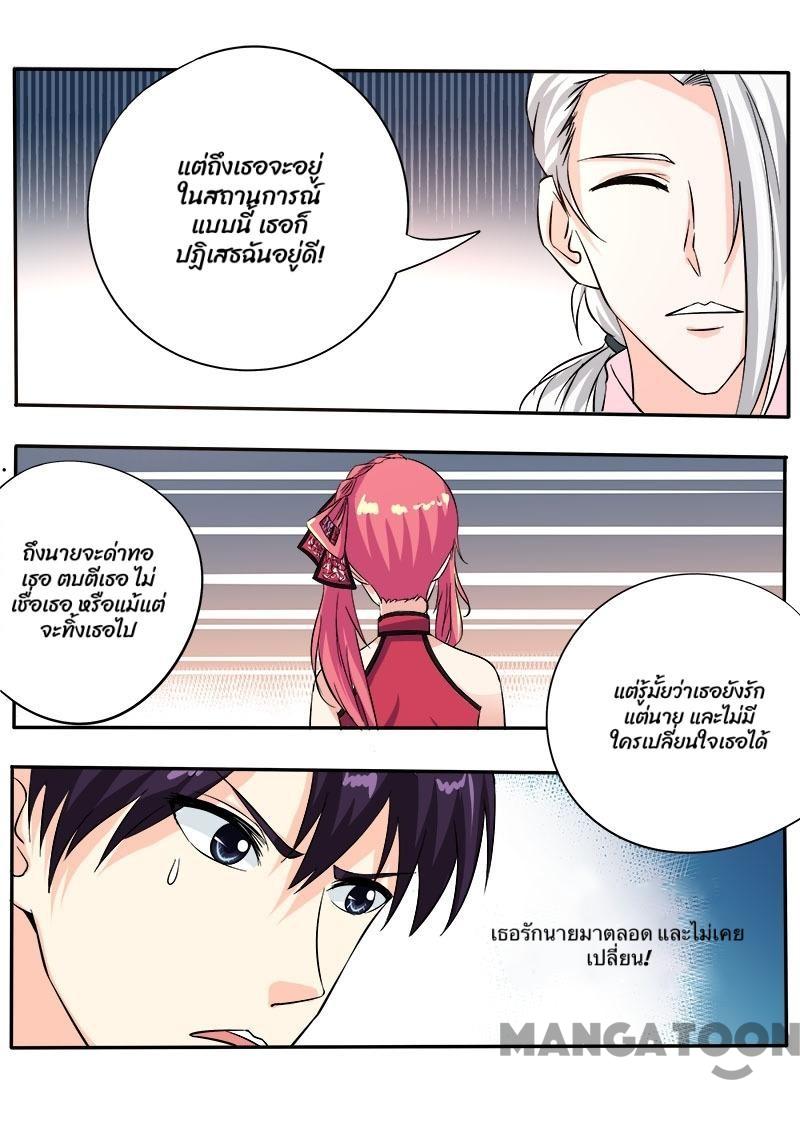 แต่ถึงเธอจะอยู่
ในสถานการณ์
แบบนี้ เธอก็
ปฏิเสธฉันอยู่ดี!
ถึงนายจะด่าทอ
เธอ ตบตีเธอ ไม่
เชื่อเธอ หรือแม้แต่
จะทิ้งเธอไป
แต่รู้มั้ยว่าเธอยังรัก
แต่นาย และไม่มี
ใครเปลี่ยนใจเธอได้
เธอรักนายมาตลอด และไม่เคย
เปลี่ยน!
MANGATOON